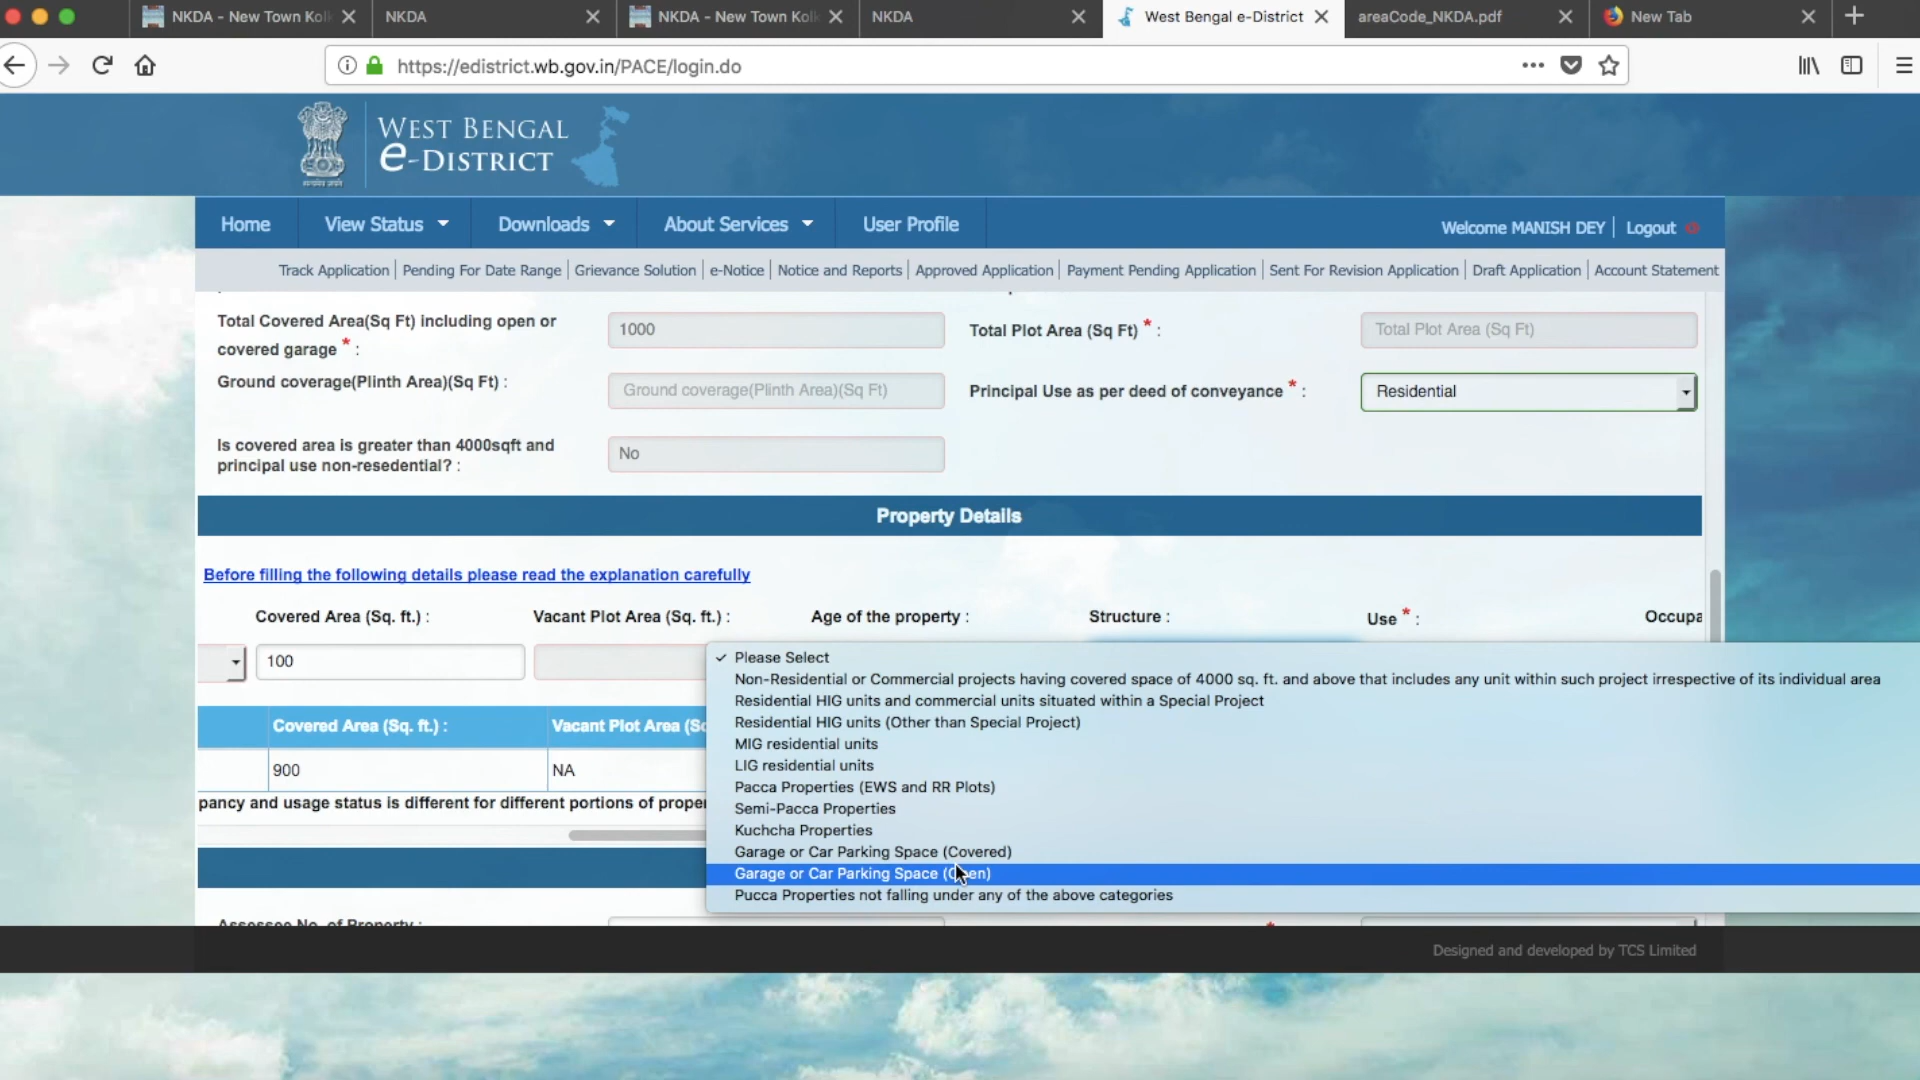 NKDA - New Town Kolk
NKDA
NKDA - New Town Kolk
NKDA
West Bengal e-District
areaCode_NKDA.pdf
New Tab
https://edistrict.wb.gov.in/PACE/login.do
WEST BENGAL
e-DISTRICT
Home View Status Downloads About Services User Profile
Welcome MANISH DEY Logout
Track Application Pending For Date Range Grievance Solution e-Notice Notice and Reports Approved Application Payment Pending Application Sent For Revision Application Draft Application Account Statement
Total Covered Area(Sq Ft) including open or
covered garage * :
1000
Total Plot Area (Sq Ft) * :
Total Plot Area (Sq Ft)
Ground coverage(Plinth Area)(Sq Ft) :
Ground coverage(Plinth Area)(Sq Ft)
Principal Use as per deed of conveyance * :
Residential
Is covered area is greater than 4000sqft and
principal use non-resedential? :
No
Property Details
Before filling the following details please read the explanation carefully
Covered Area (Sq. ft.) : Vacant Plot Area (Sq. ft.) : Age of the property : Structure : Use * : Occupa
100
✓ Please Select
Non-Residential or Commercial projects having covered space of 4000 sq. ft. and above that includes any unit within such project irrespective of its individual area
Residential HIG units and commercial units situated within a Special Project
Residential HIG units (Other than Special Project)
MIG residential units
LIG residential units
Pacca Properties (EWS and RR Plots)
Semi-Pacca Properties
Kuchcha Properties
Garage or Car Parking Space (Covered)
Garage or Car Parking Space (Open)
Pucca Properties not falling under any of the above categories
Covered Area (Sq. ft.) : Vacant Plot Area (Sq
900 NA
pancy and usage status is different for different portions of proper
Assessee No. of Property :
Designed and developed by TCS Limited